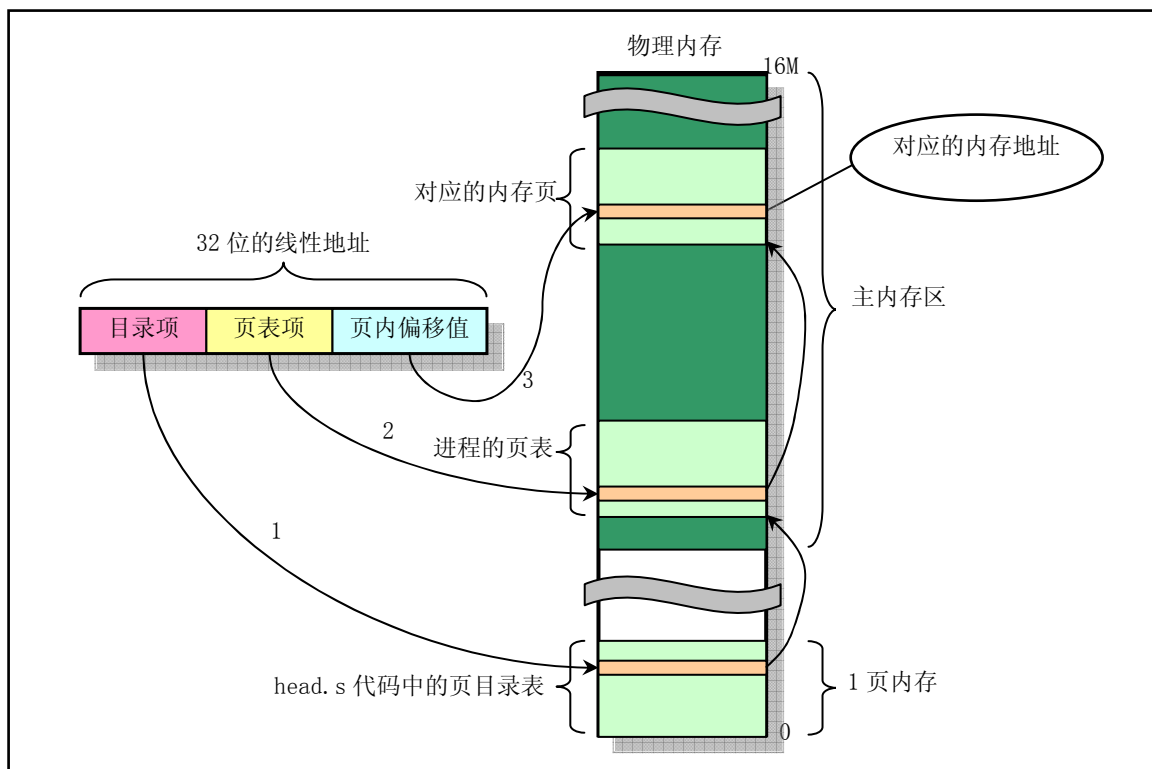 物理内存
16M
对应的内存地址
对应的内存页
32 位的线性地址
主内存区
目录项
页表项
页内偏移值
3
2
进程的页表
1
head.s 代码中的页目录表
1 页内存
0